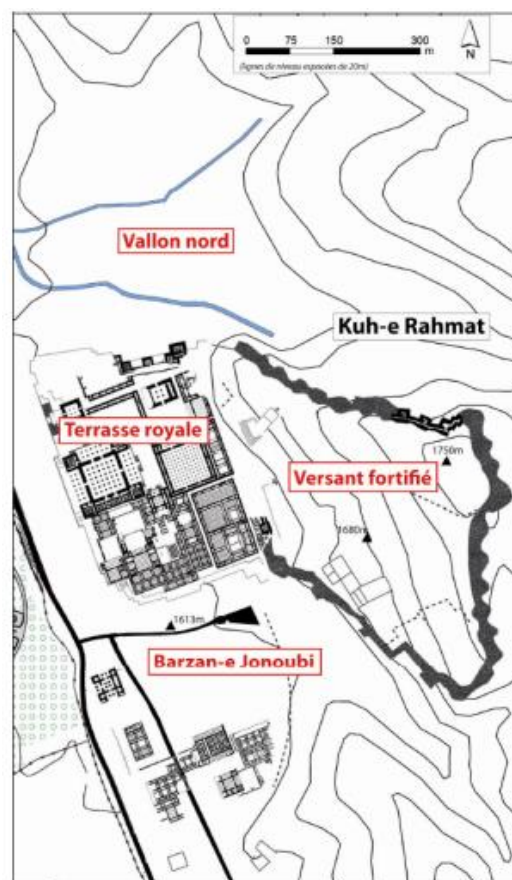 0 75 150 300
m
N
(lignes de niveau espacées de 20m)
Vallon nord
Kuh-e Rahmat
Terrasse royale
1750m
Versant fortifié
1680m
1613m
Barzan-e Jonoubi